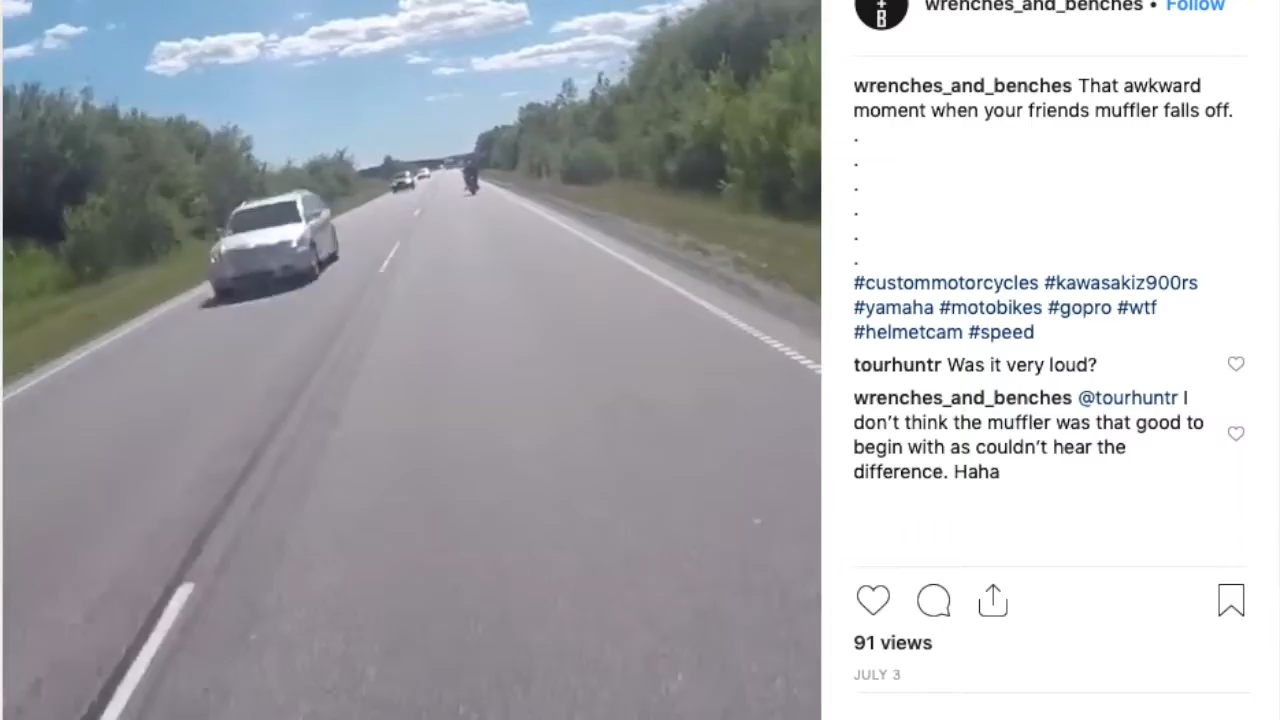 +
B
wrenches_and_benches • Follow
wrenches_and_benches That awkward
moment when your friends muffler falls off.
.
.
.
.
.
.
#custommotorcycles #kawasakiz900rs
#yamaha #motobikes #gopro #wtf
#helmetcam #speed
tourhuntr Was it very loud?
wrenches_and_benches @tourhuntr I
don’t think the muffler was that good to
begin with as couldn’t hear the
difference. Haha
91 views
JULY 3